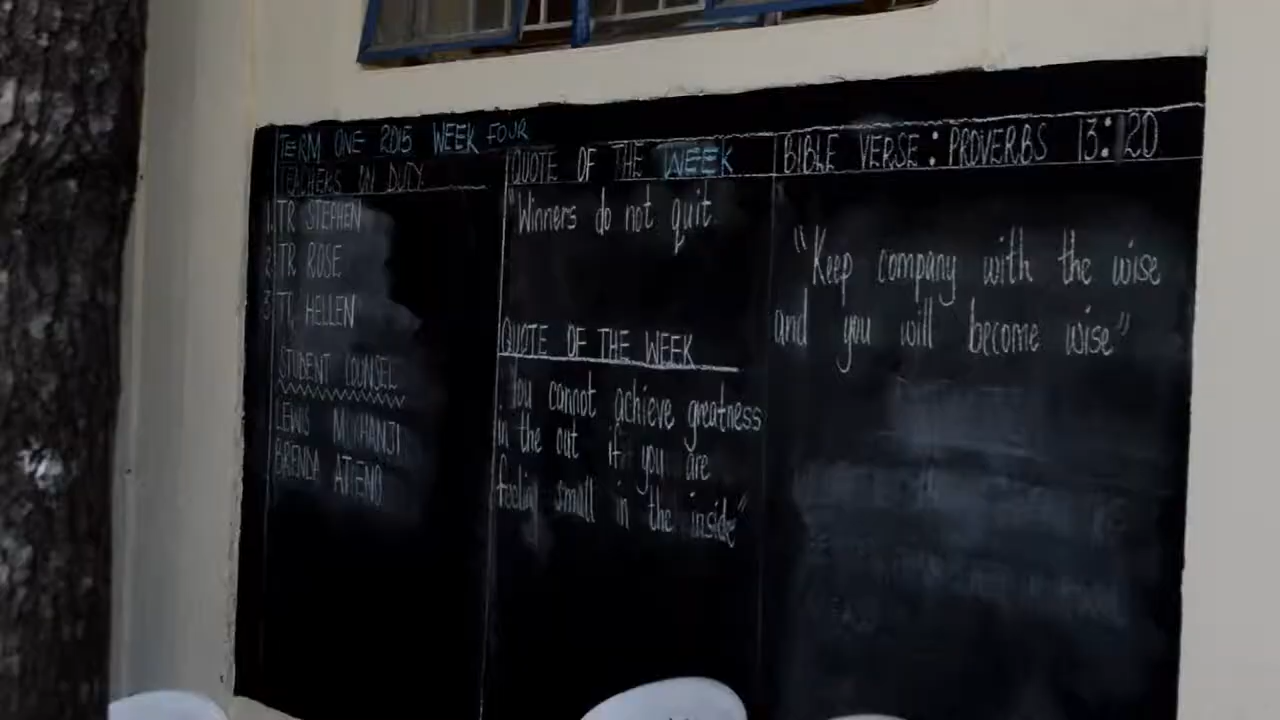 TERM ONE 2015 WEEK FOUR
TEACHERS ON DUTY
1. TR STEPHEN
2. TR ROSE
3. TR HELLEN
STUDENT COUNSEL
LEWIS MUKHANJI
BRENDA ATIENO
QUOTE OF THE WEEK
"Winners do not quit
QUOTE OF THE WEEK
"You cannot achieve greatness
in the out if you are
feeling small in the inside"
BIBLE VERSE : PROVERBS 13:20
"Keep company with the wise
and you will become wise"